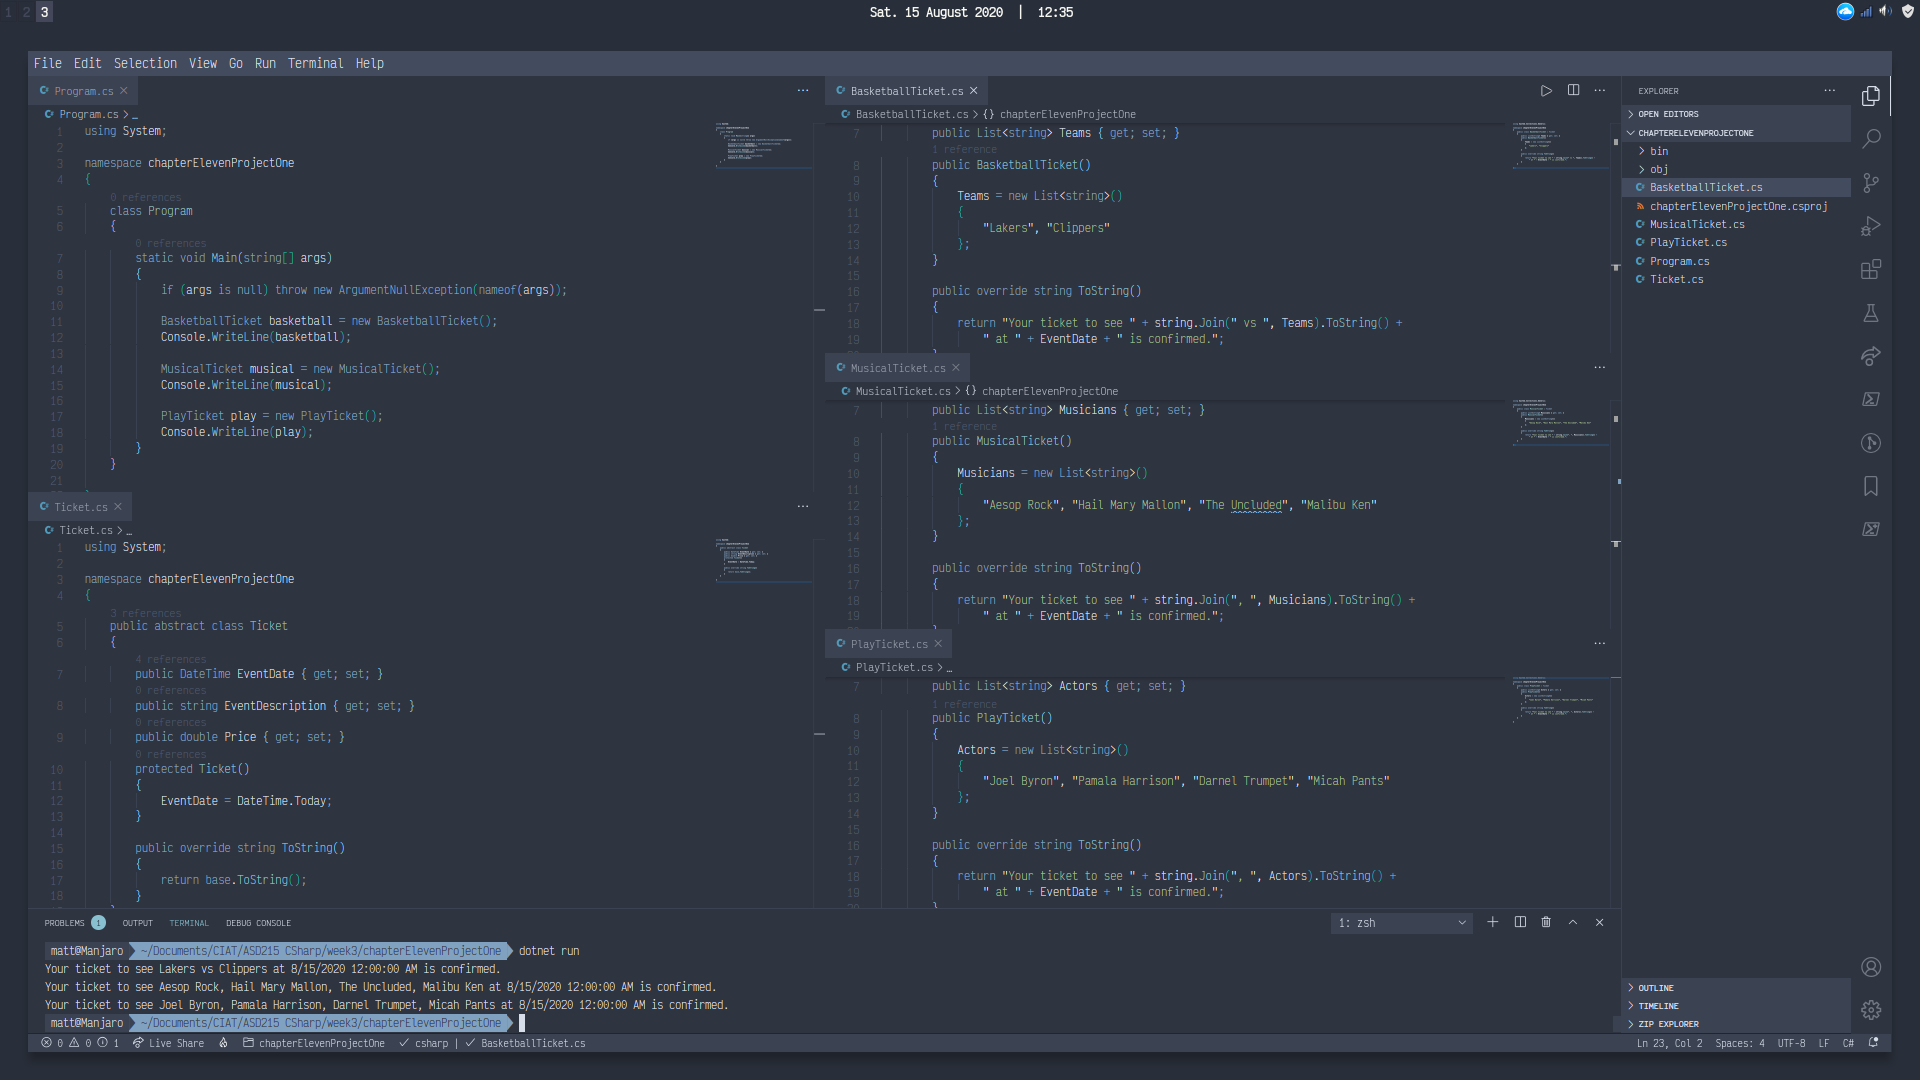 1 2 3
Sat. 15 August 2020 | 12:35
File Edit Selection View Go Run Terminal Help
Program.cs
Program.cs > …
1 using System;
2
3 namespace chapterElevenProjectOne
4 {
0 references
5 class Program
6 {
0 references
7 static void Main(string[] args)
8 {
9 if (args is null) throw new ArgumentNullException(nameof(args));
10
11 BasketballTicket basketball = new BasketballTicket();
12 Console.WriteLine(basketball);
13
14 MusicalTicket musical = new MusicalTicket();
15 Console.WriteLine(musical);
16
17 PlayTicket play = new PlayTicket();
18 Console.WriteLine(play);
19 }
20 }
21
Ticket.cs
Ticket.cs > …
1 using System;
2
3 namespace chapterElevenProjectOne
4 {
3 references
5 public abstract class Ticket
6 {
4 references
7 public DateTime EventDate { get; set; }
0 references
8 public string EventDescription { get; set; }
0 references
9 public double Price { get; set; }
0 references
10 protected Ticket()
11 {
12 EventDate = DateTime.Today;
13 }
14
15 public override string ToString()
16 {
17 return base.ToString();
18 }
BasketballTicket.cs
BasketballTicket.cs > {} chapterElevenProjectOne
7 public List<string> Teams { get; set; }
1 reference
8 public BasketballTicket()
9 {
10 Teams = new List<string>()
11 {
12 "Lakers", "Clippers"
13 };
14 }
15
16 public override string ToString()
17 {
18 return "Your ticket to see " + string.Join(" vs ", Teams).ToString() +
19 " at " + EventDate + " is confirmed.";
MusicalTicket.cs
MusicalTicket.cs > {} chapterElevenProjectOne
7 public List<string> Musicians { get; set; }
1 reference
8 public MusicalTicket()
9 {
10 Musicians = new List<string>()
11 {
12 "Aesop Rock", "Hail Mary Mallon", "The Uncluded", "Malibu Ken"
13 };
14 }
15
16 public override string ToString()
17 {
18 return "Your ticket to see " + string.Join(", ", Musicians).ToString() +
19 " at " + EventDate + " is confirmed.";
PlayTicket.cs
PlayTicket.cs > …
7 public List<string> Actors { get; set; }
1 reference
8 public PlayTicket()
9 {
10 Actors = new List<string>()
11 {
12 "Joel Byron", "Pamala Harrison", "Darnel Trumpet", "Micah Pants"
13 };
14 }
15
16 public override string ToString()
17 {
18 return "Your ticket to see " + string.Join(", ", Actors).ToString() +
19 " at " + EventDate + " is confirmed.";
EXPLORER
OPEN EDITORS
CHAPTERELEVENPROJECTONE
bin
obj
BasketballTicket.cs
chapterElevenProjectOne.csproj
MusicalTicket.cs
PlayTicket.cs
Program.cs
Ticket.cs
OUTLINE
TIMELINE
ZIP EXPLORER
PROBLEMS 1 OUTPUT TERMINAL DEBUG CONSOLE
1: zsh
matt@Manjaro ~/Documents/CIAT/ASD215 CSharp/week3/chapterElevenProjectOne dotnet run
Your ticket to see Lakers vs Clippers at 8/15/2020 12:00:00 AM is confirmed.
Your ticket to see Aesop Rock, Hail Mary Mallon, The Uncluded, Malibu Ken at 8/15/2020 12:00:00 AM is confirmed.
Your ticket to see Joel Byron, Pamala Harrison, Darnel Trumpet, Micah Pants at 8/15/2020 12:00:00 AM is confirmed.
matt@Manjaro ~/Documents/CIAT/ASD215 CSharp/week3/chapterElevenProjectOne
0 0 1 Live Share chapterElevenProjectOne csharp | BasketballTicket.cs
Ln 23, Col 2 Spaces: 4 UTF-8 LF C#